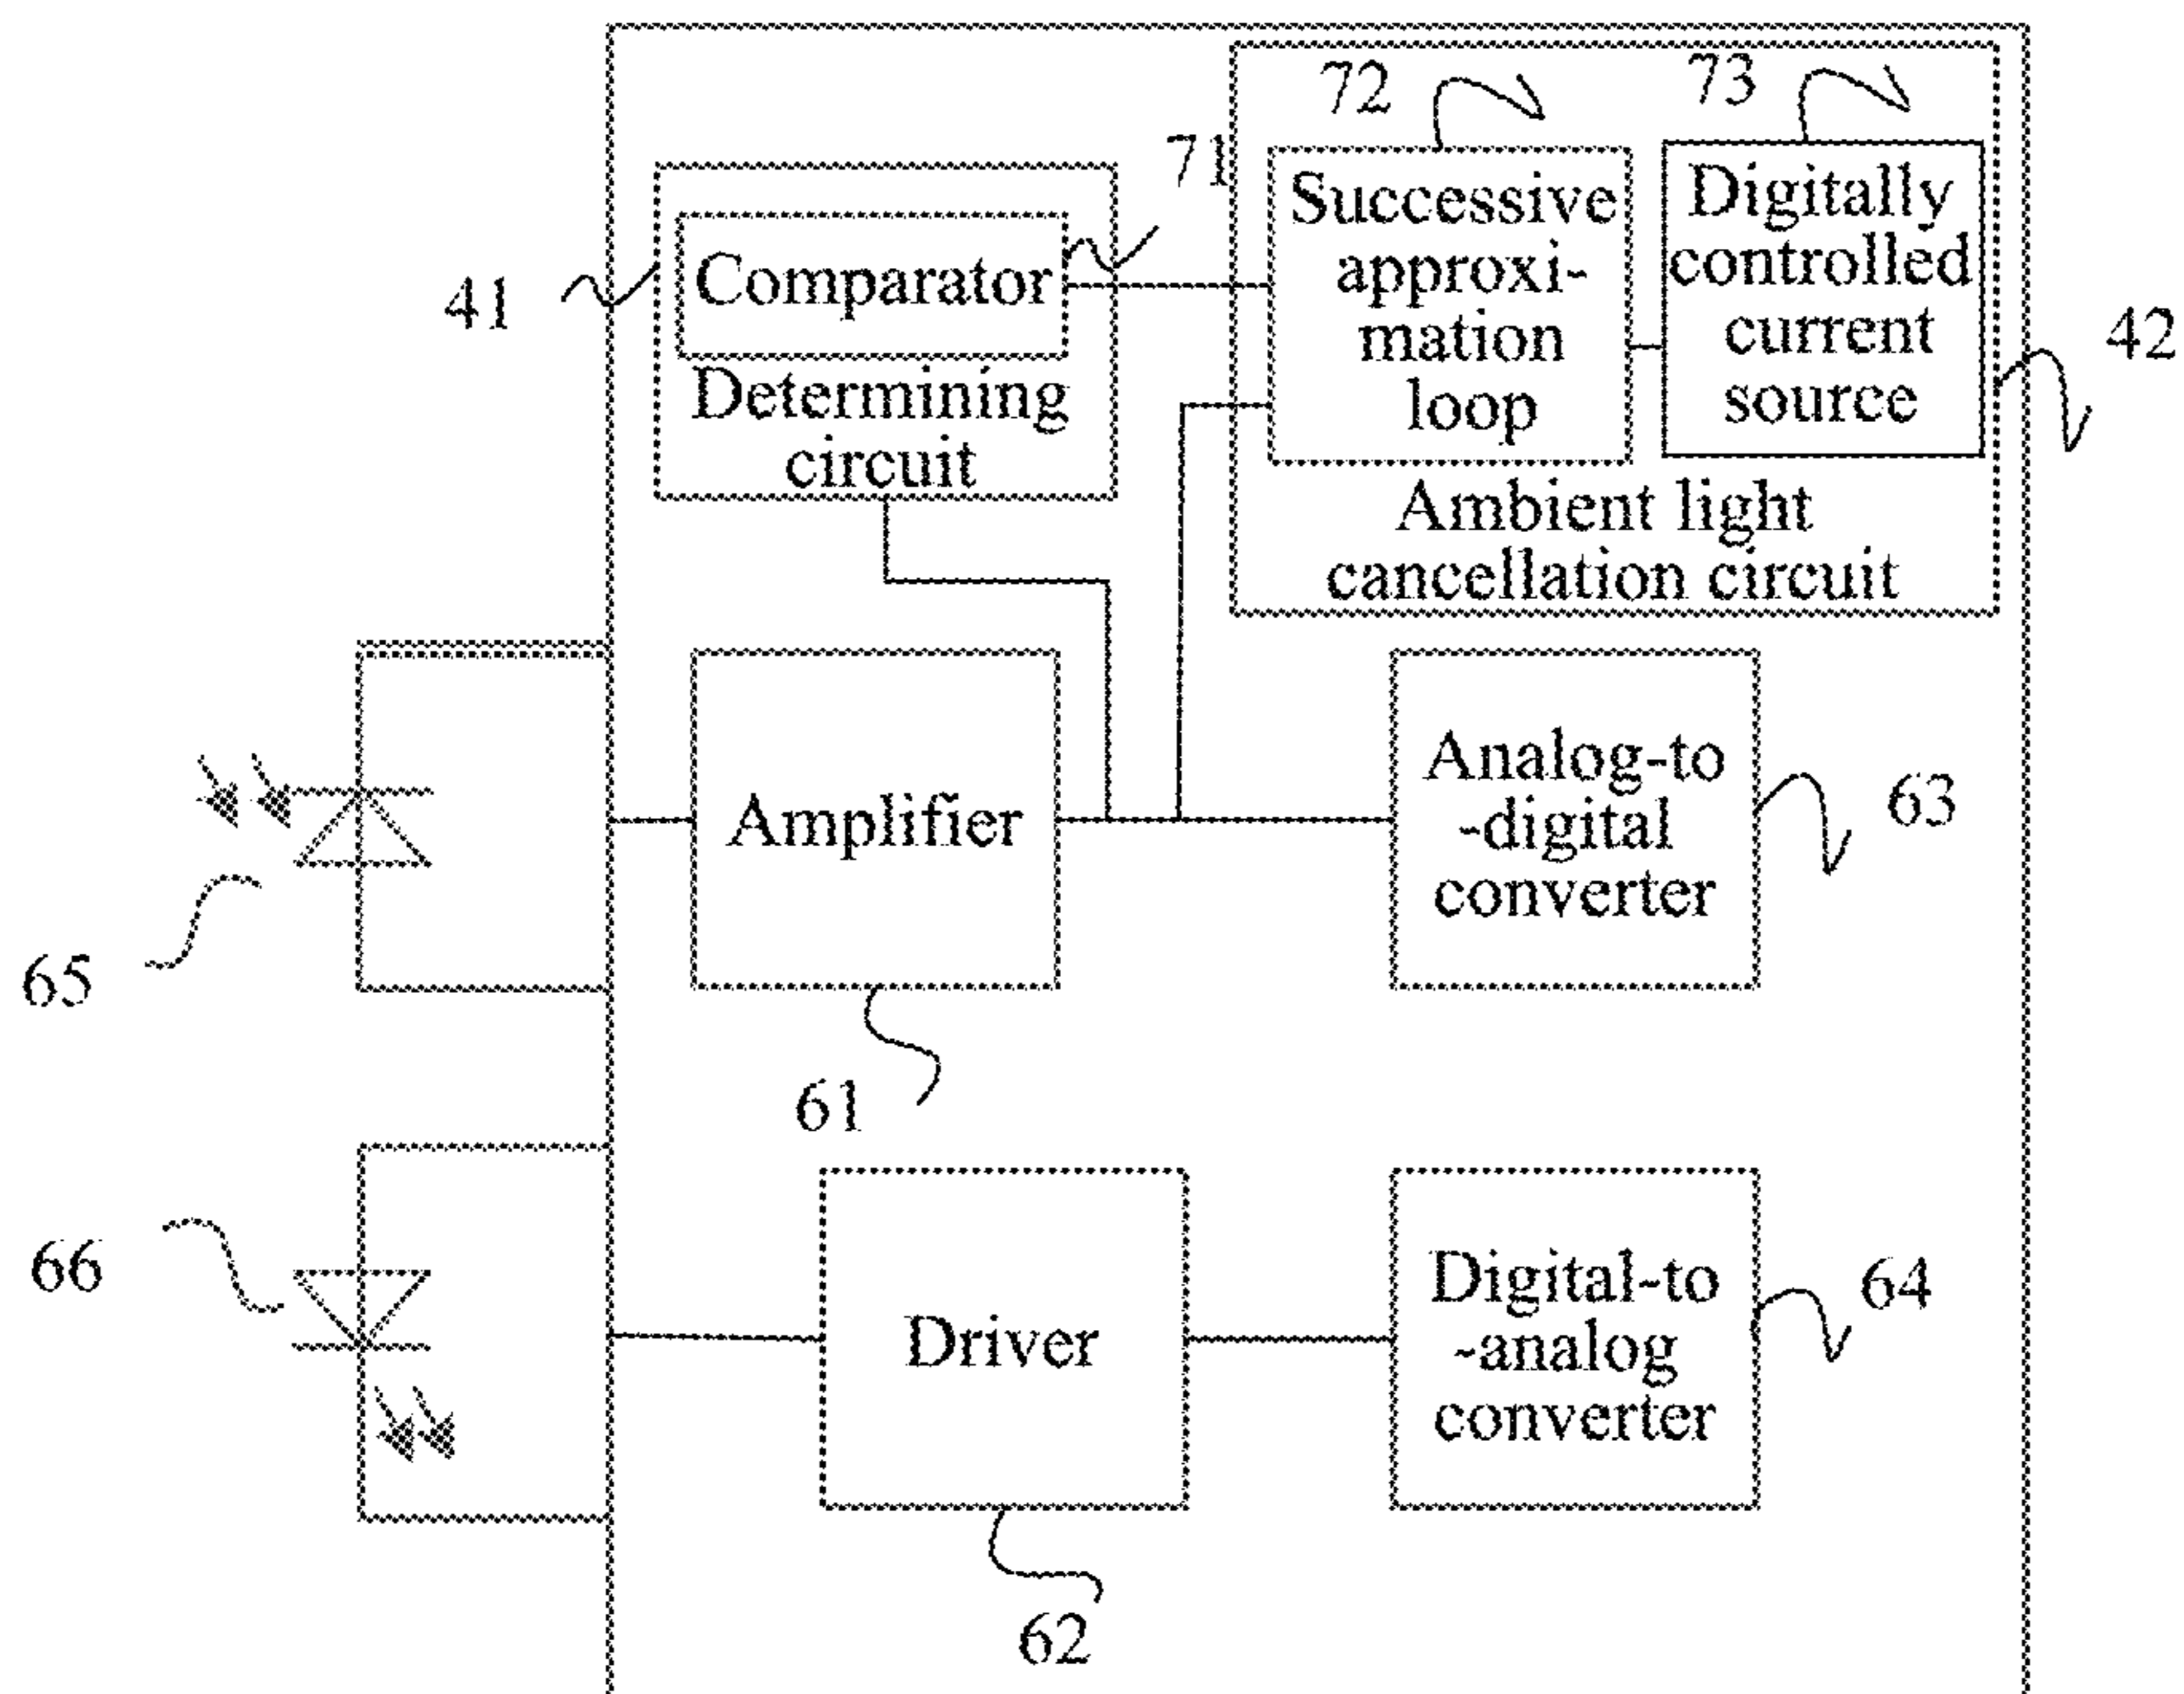 72
73
71
Successive
approxi-
mation
loop
Digitally
controlled
current
source
41
Comparator
Determining
circuit
42
Ambient light
cancellation circuit
65
Amplifier
61
Analog-to
-digital
converter
63
66
Driver
62
Digital-to
-analog
converter
64